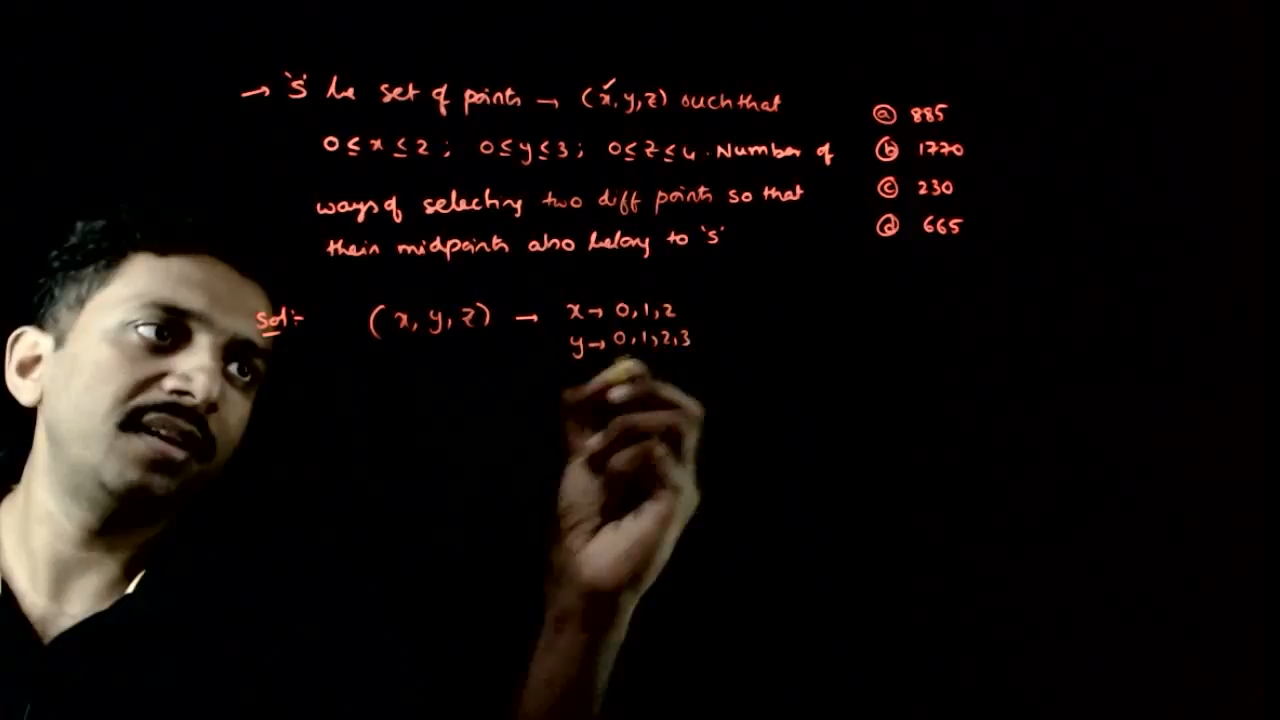 → 'S' be set of points → (x, y, z) such that
0 ≤ x ≤ 2 ; 0 ≤ y ≤ 3 ; 0 ≤ z ≤ 4. Number of
ways of selecting two diff points so that
their midpoints also belong to 'S'
ⓐ 885
ⓑ 1770
ⓒ 230
ⓓ 665
Sol:- (x, y, z) → x → 0, 1, 2
y → 0, 1, 2, 3